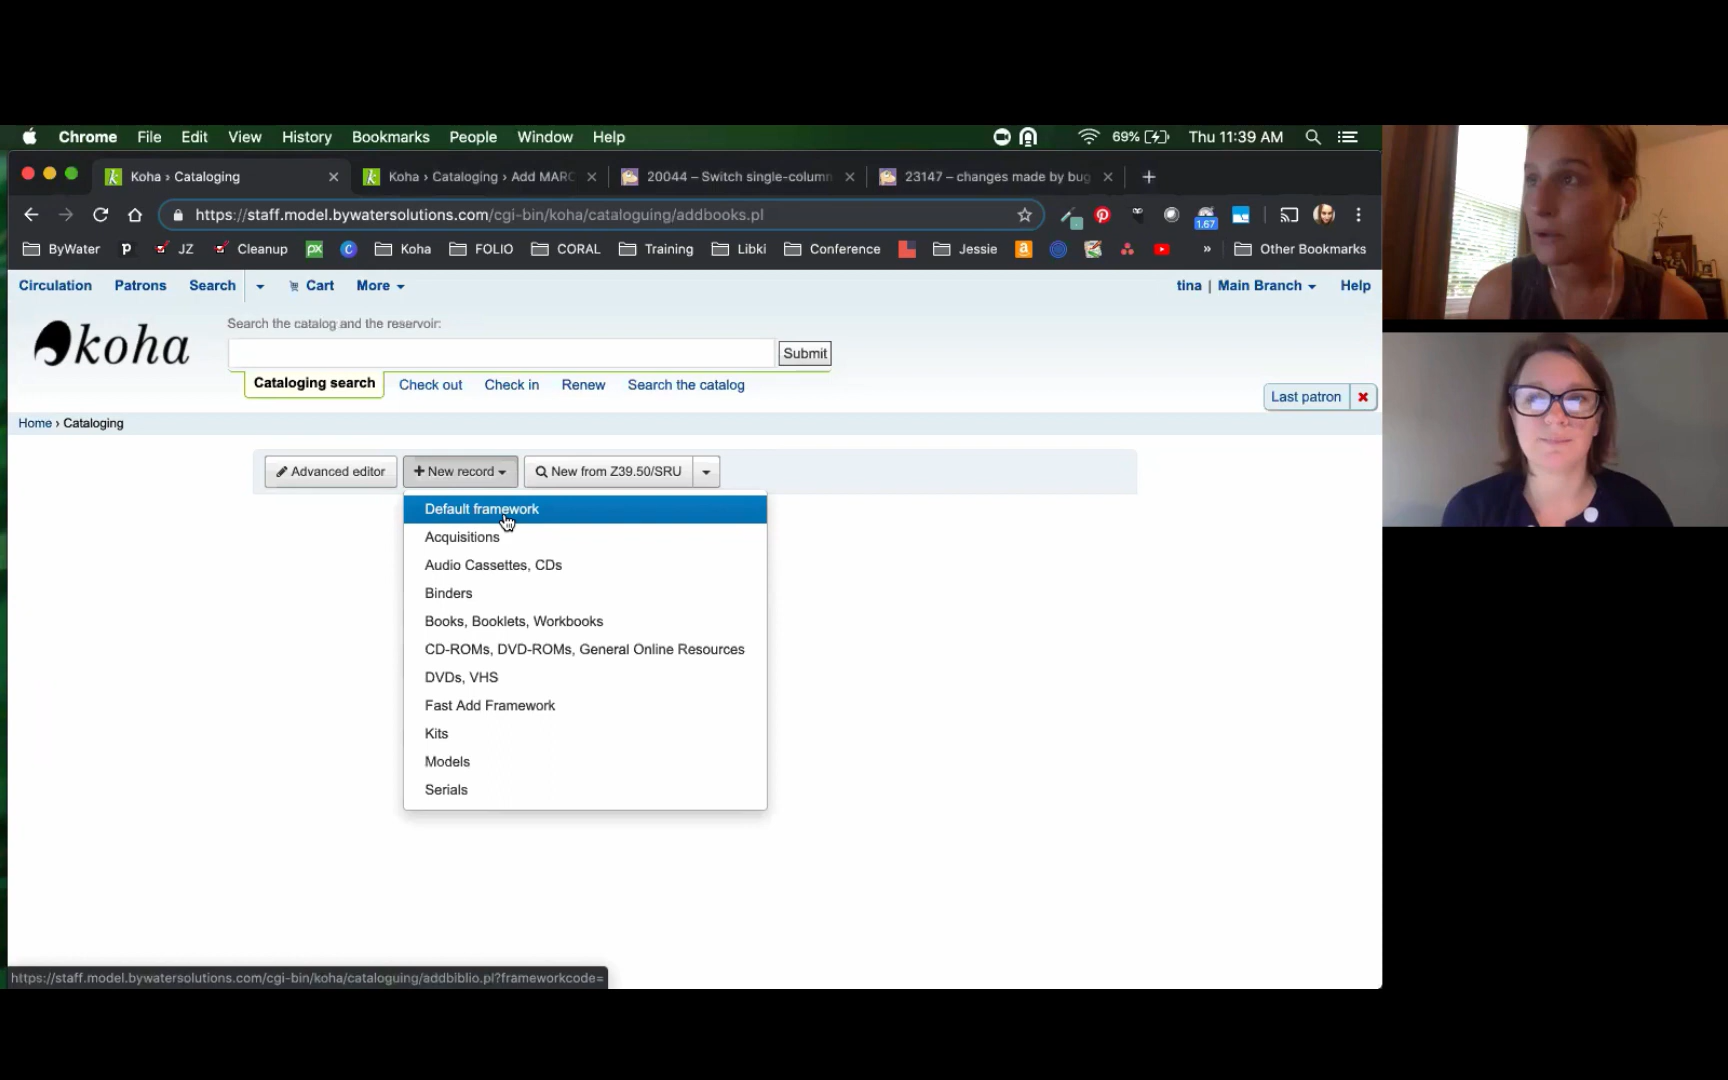 Chrome File Edit View History Bookmarks People Window Help 69% Thu 11:39 AM
Koha › Cataloging
Koha › Cataloging › Add MARC
20044 – Switch single-column
23147 – changes made by bug
https://staff.model.bywatersolutions.com/cgi-bin/koha/cataloguing/addbooks.pl
1.67
ByWater JZ Cleanup Koha FOLIO CORAL Training Libki Conference Jessie » Other Bookmarks
Circulation Patrons Search Cart More tina | Main Branch Help
koha
Search the catalog and the reservoir:
Submit
Cataloging search Check out Check in Renew Search the catalog
Last patron
Home › Cataloging
Advanced editor + New record New from Z39.50/SRU
Default framework
Acquisitions
Audio Cassettes, CDs
Binders
Books, Booklets, Workbooks
CD-ROMs, DVD-ROMs, General Online Resources
DVDs, VHS
Fast Add Framework
Kits
Models
Serials
https://staff.model.bywatersolutions.com/cgi-bin/koha/cataloguing/addbiblio.pl?frameworkcode=